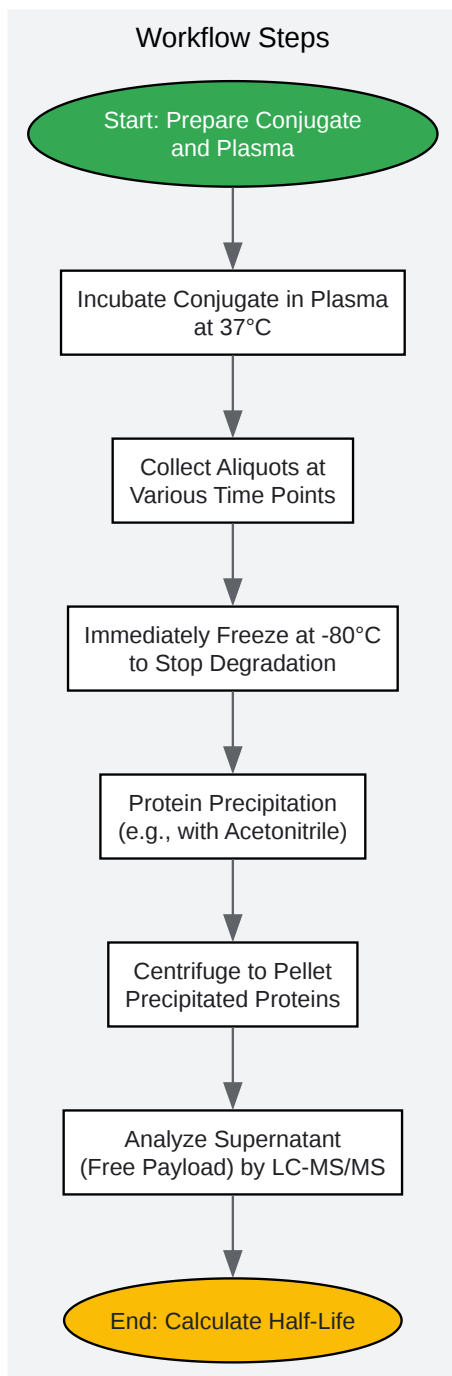 Workflow Steps
Start: Prepare Conjugate
and Plasma
Incubate Conjugate in Plasma
at 37°C
Collect Aliquots at
Various Time Points
Immediately Freeze at -80°C
to Stop Degradation
Protein Precipitation
(e.g., with Acetonitrile)
Centrifuge to Pellet
Precipitated Proteins
Analyze Supernatant
(Free Payload) by LC-MS/MS
End: Calculate Half-Life